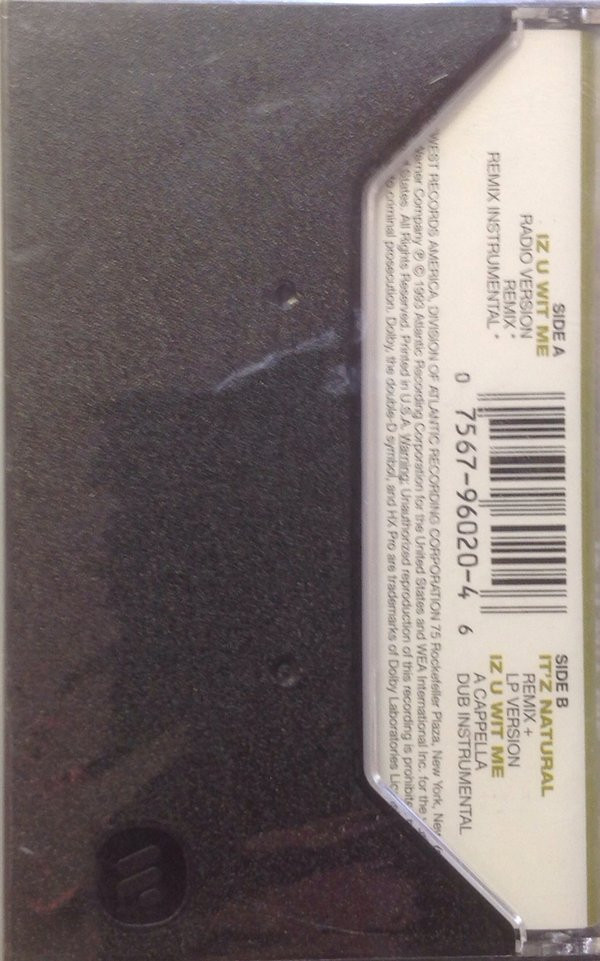 SIDE A
IZ U WIT ME
RADIO VERSION
REMIX *
REMIX INSTRUMENTAL *
0 7567-96020-4 6
SIDE B
IT'Z NATURAL
REMIX +
LP VERSION
IZ U WIT ME
A CAPPELLA
DUB INSTRUMENTAL
WEST RECORDS AMERICA, DIVISION OF ATLANTIC RECORDING CORPORATION 75 Rockefeller Plaza, New York, New
Warner Company ℗ © 1993 Atlantic Recording Corporation for the United States and WEA International Inc. for the
States. All Rights Reserved. Printed in U.S.A. Warning: Unauthorized reproduction of this recording is prohibite
to criminal prosecution. Dolby, the double-D symbol, and HX Pro are trademarks of Dolby Laboratories Lic